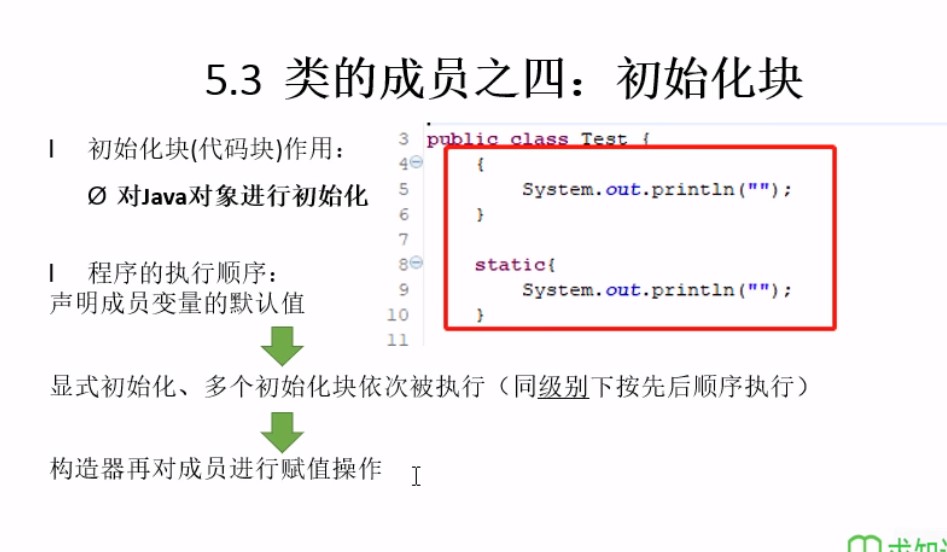 5.3 类的成员之四：初始化块
l 初始化块(代码块)作用：
Ø 对Java对象进行初始化
l 程序的执行顺序：
声明成员变量的默认值
显式初始化、多个初始化块依次被执行（同级别下按先后顺序执行）
构造器再对成员进行赋值操作
3 public class Test {
4 {
5 System.out.println("");
6 }
7
8 static{
9 System.out.println("");
10 }
11